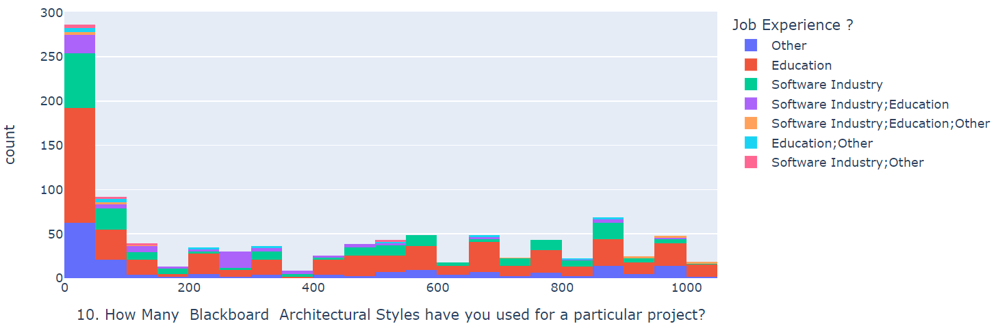 300
250
200
150
100
50
0
count
0
200
400
600
800
1000
10. How Many  Blackboard  Architectural Styles have you used for a particular project?
Job Experience ?
Other
Education
Software Industry
Software Industry;Education
Software Industry;Education;Other
Education;Other
Software Industry;Other